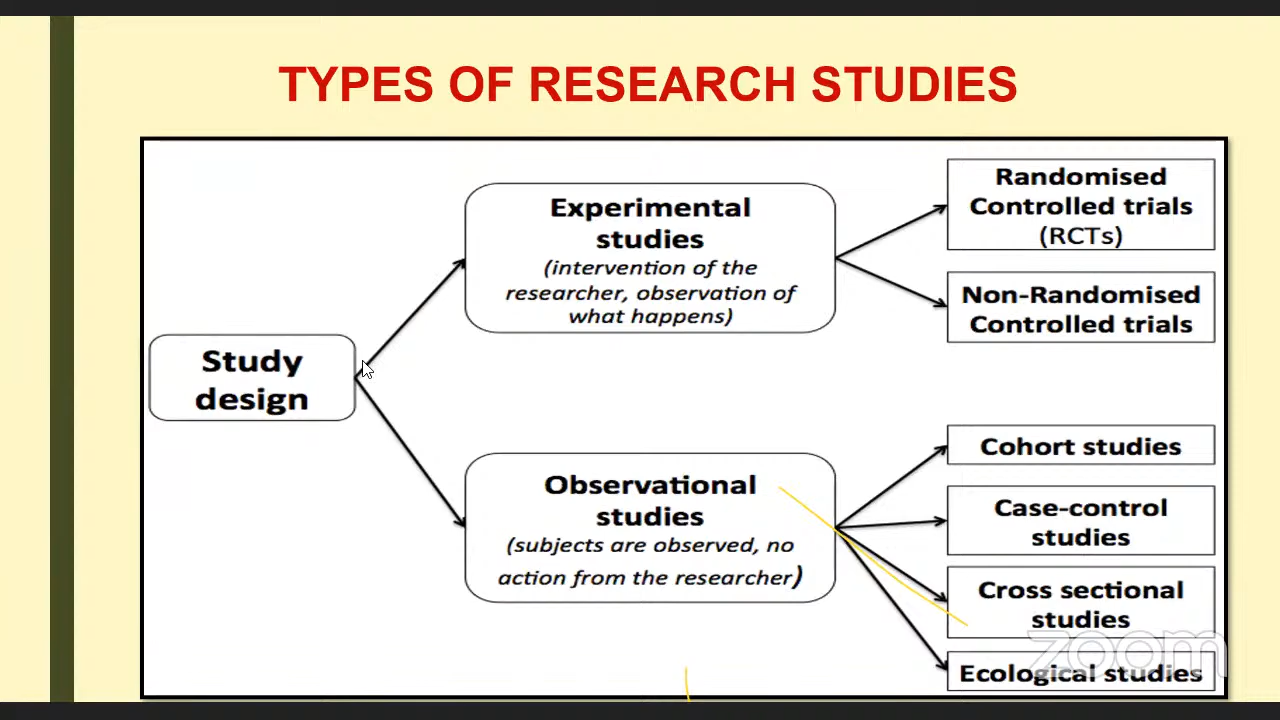 TYPES OF RESEARCH STUDIES
Study
design
Experimental
studies
(intervention of the
researcher, observation of
what happens)
Randomised
Controlled trials
(RCTs)
Non-Randomised
Controlled trials
Observational
studies
(subjects are observed, no
action from the researcher)
Cohort studies
Case-control
studies
Cross sectional
studies
Ecological studies
zoom